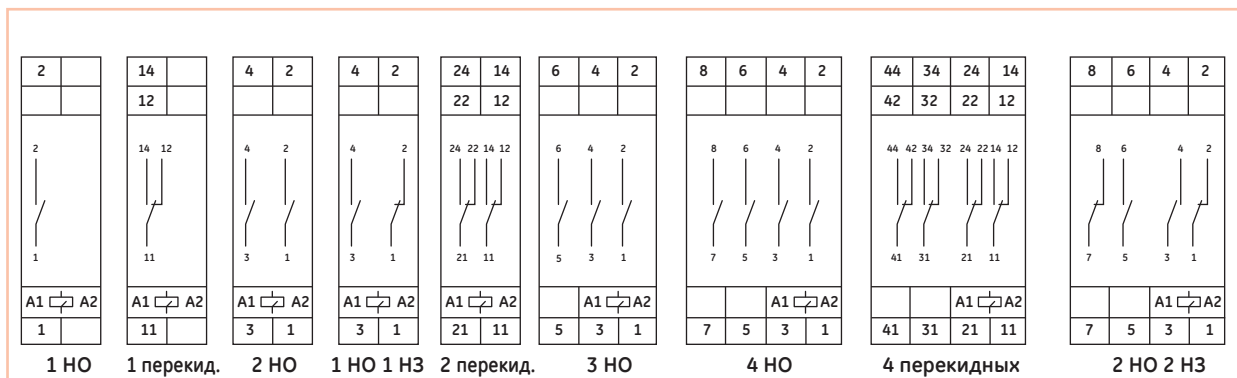 2 14 4 2 4 2 24 14 6 4 2 8 6 4 2 44 34 24 14 8 6 4 2
12 22 12 42 32 22 12
2 14 12 4 2 4 2 24 22 14 12 6 4 2 8 6 4 2 44 42 34 32 24 22 14 12 8 6 4 2
1 11 3 1 3 1 21 11 5 3 1 7 5 3 1 41 31 21 11 7 5 3 1
A1 A2 A1 A2 A1 A2 A1 A2 A1 A2 A1 A2 A1 A2 A1 A2 A1 A2
1 11 3 1 3 1 21 11 5 3 1 7 5 3 1 41 31 21 11 7 5 3 1
1 НО 1 перекид. 2 НО 1 НО 1 НЗ 2 перекид. 3 НО 4 НО 4 перекидных 2 НО 2 НЗ